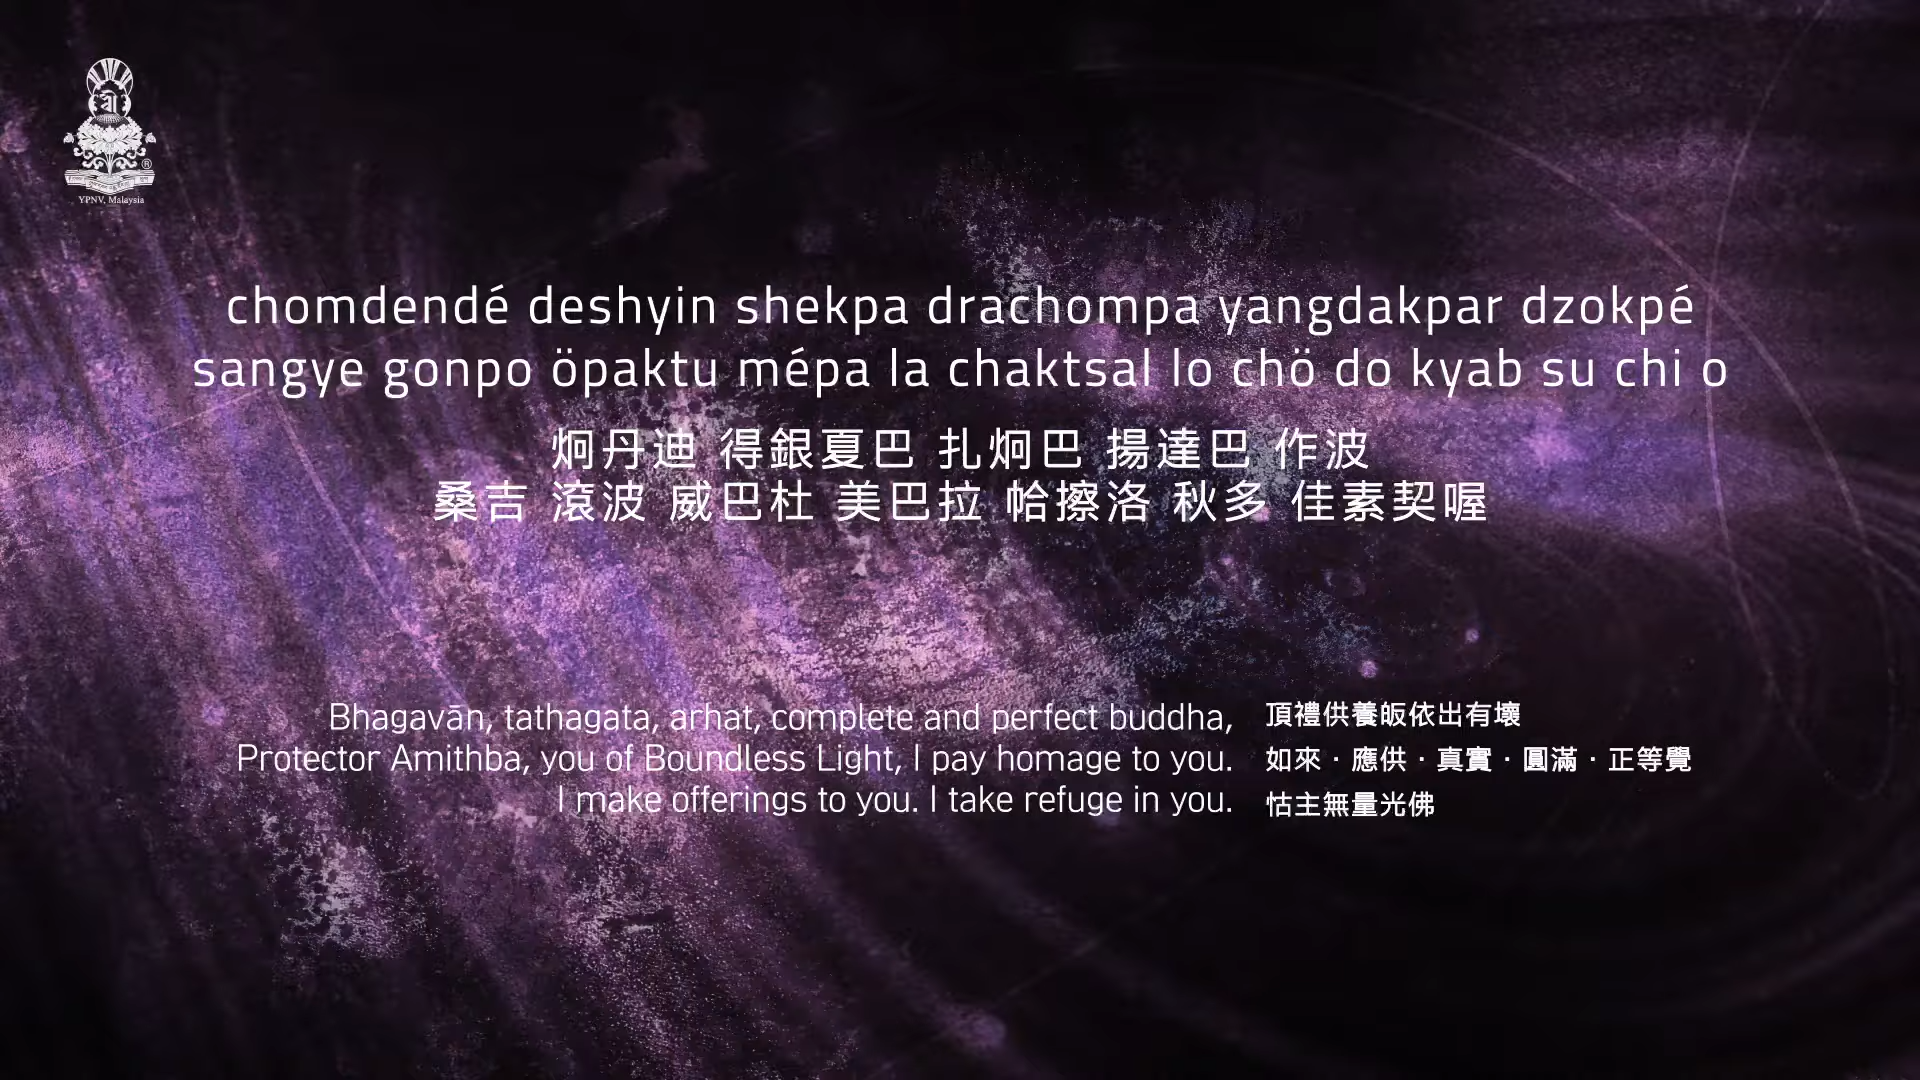 YPNV, Malaysia
chomdendé deshyin shekpa drachompa yangdakpar dzokpé
sangye gonpo öpaktu mépa la chaktsal lo chö do kyab su chi o
炯丹迪 得銀夏巴 扎炯巴 揚達巴 作波
桑吉 滾波 威巴杜 美巴拉 帢擦洛 秋多 佳素契喔
Bhagavān, tathagata, arhat, complete and perfect buddha,
Protector Amithba, you of Boundless Light, I pay homage to you.
I make offerings to you. I take refuge in you.
頂禮供養皈依出有壞
如來．應供．真實．圓滿．正等覺
怙主無量光佛